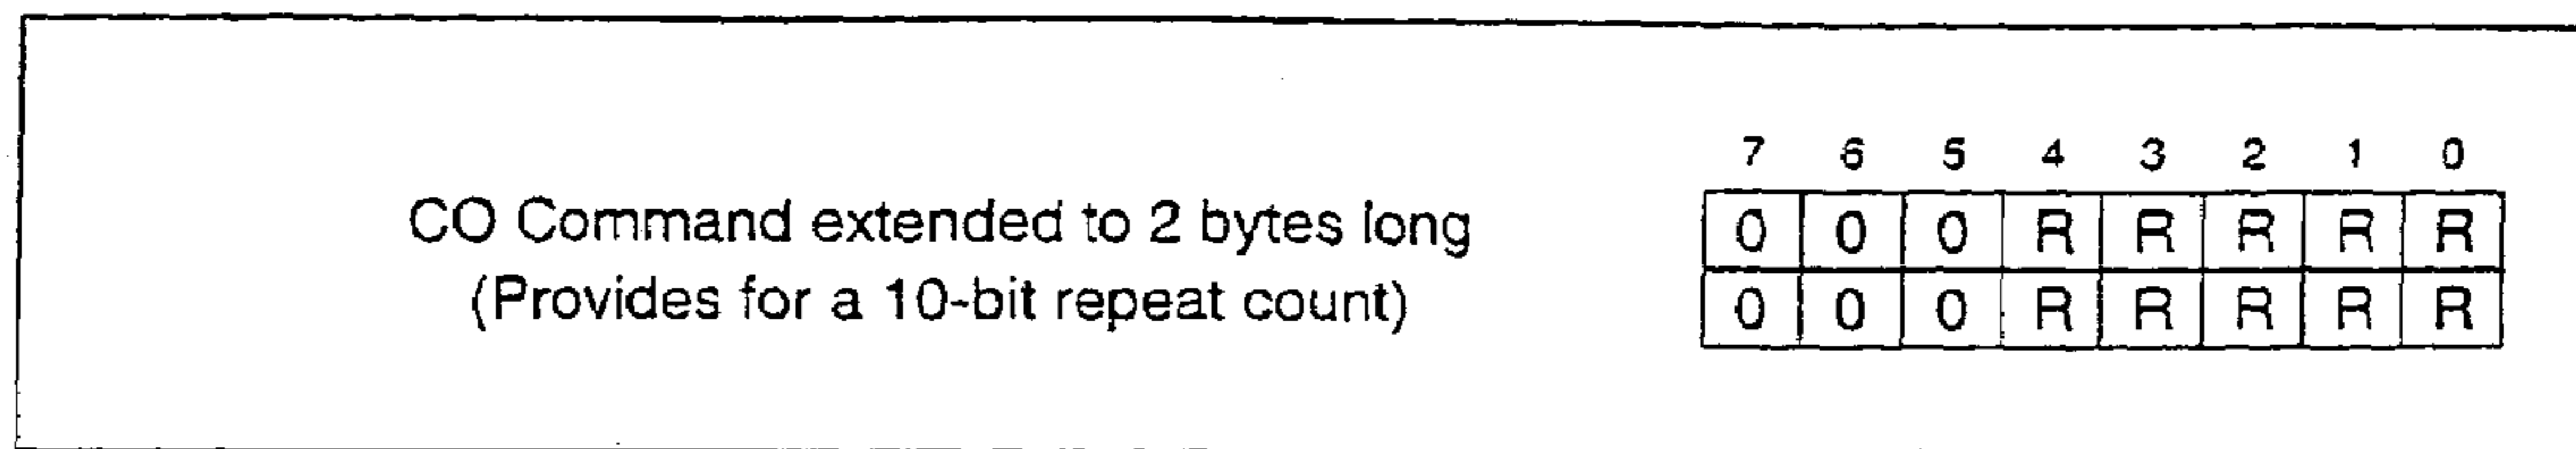 7 6 5 4 3 2 1 0
CO Command extended to 2 bytes long
0 0 0 R R R R R
(Provides for a 10-bit repeat count)
0 0 0 R R R R R